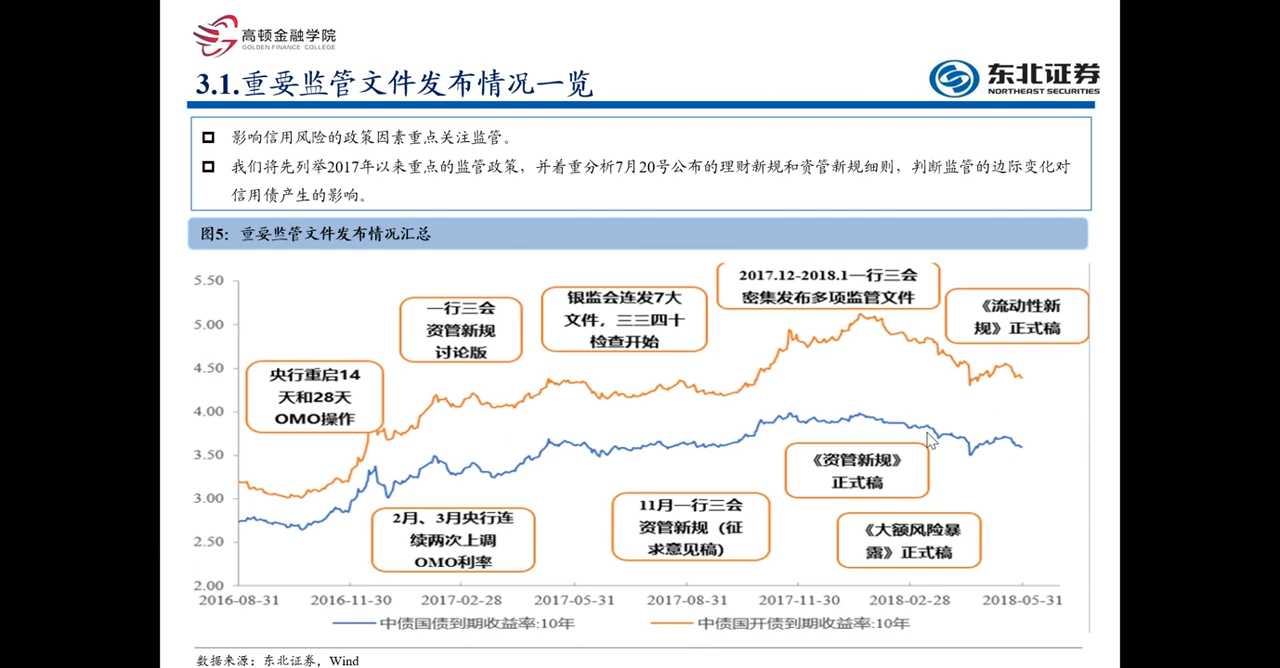 高顿金融学院
GOLDEN FINANCE COLLEGE
3.1.重要监管文件发布情况一览
东北证券
NORTHEAST SECURITIES
影响信用风险的政策因素重点关注监管。
我们将先列举2017年以来重点的监管政策，并着重分析7月20号公布的理财新规和资管新规细则，判断监管的边际变化对
信用债产生的影响。
图5：重要监管文件发布情况汇总
5.50
5.00
4.50
4.00
3.50
3.00
2.50
2.00
央行重启14
天和28天
OMO操作
一行三会
资管新规
讨论版
银监会连发7大
文件，三三四十
检查开始
2017.12-2018.1一行三会
密集发布多项监管文件
《流动性新
规》正式稿
2月、3月央行连
续两次上调
OMO利率
11月一行三会
资管新规（征
求意见稿）
《资管新规》
正式稿
《大额风险暴
露》正式稿
2016-08-31 2016-11-30 2017-02-28 2017-05-31 2017-08-31 2017-11-30 2018-02-28 2018-05-31
中债国债到期收益率:10年 中债国开债到期收益率:10年
数据来源：东北证券，Wind